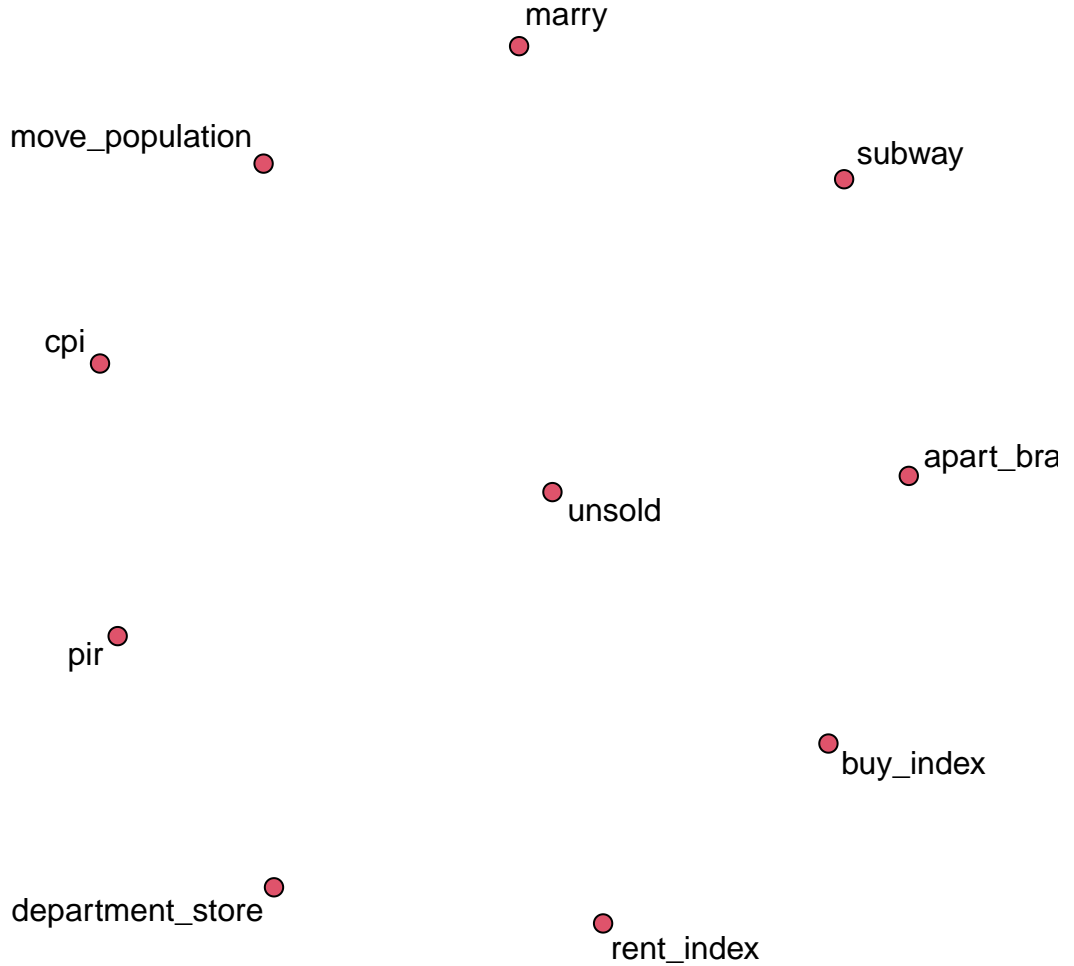 marry
move_population
subway
cpi
apart_bra
unsold
pir
buy_index
department_store
rent_index